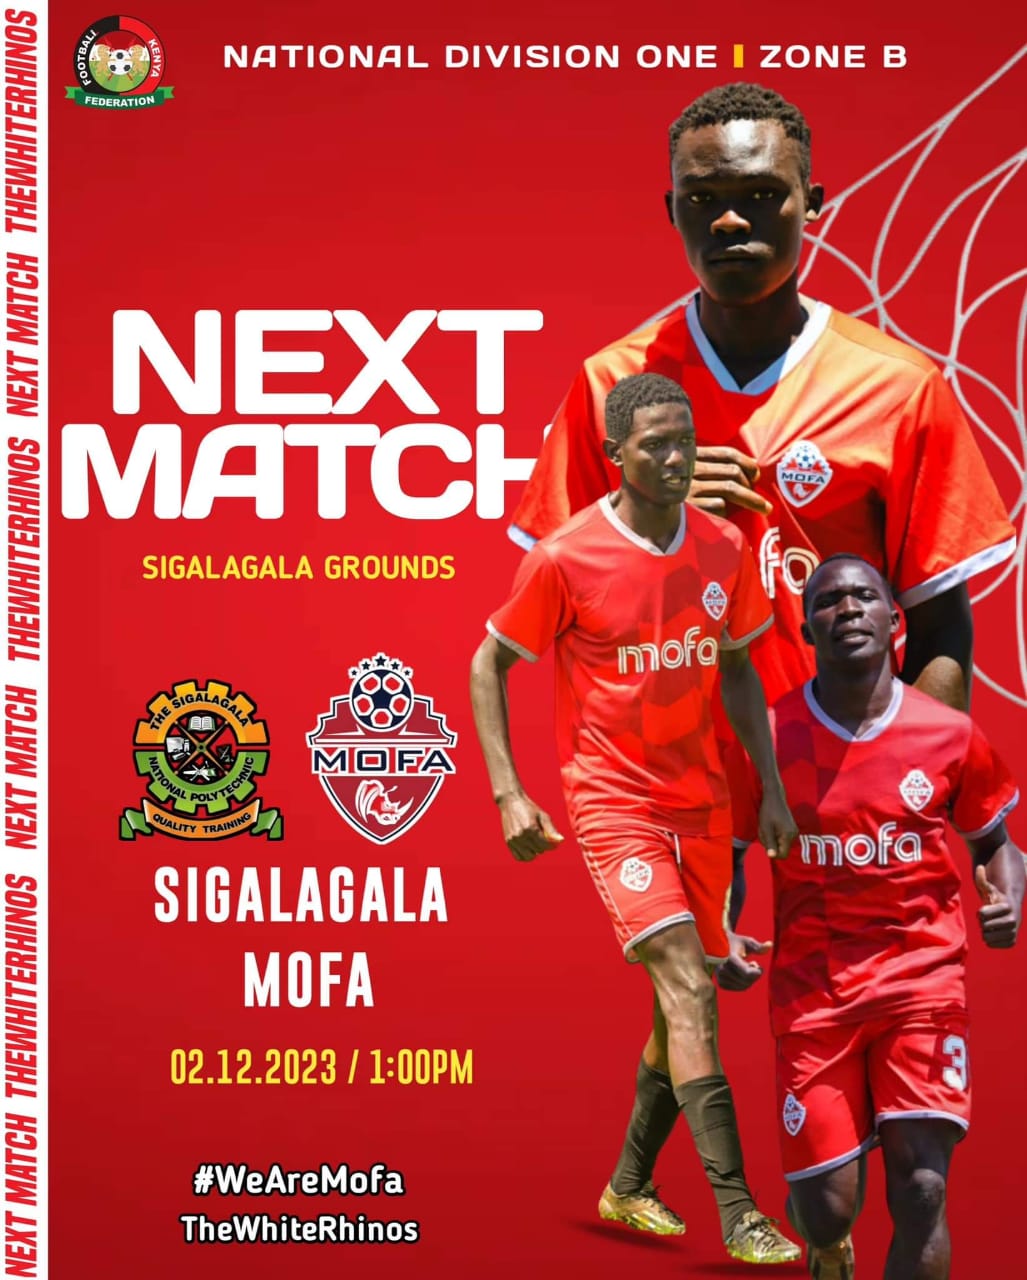 FOOTBALL
KENYA
FEDERATION
NATIONAL DIVISION ONE | ZONE B
NEXT
MATCH
SIGALAGALA GROUNDS
THE SIGALAGALA
NATIONAL POLYTECHNIC
QUALITY TRAINING
MOFA
SIGALAGALA
MOFA
02.12.2023 / 1:00PM
#WeAreMofa
TheWhiteRhinos
NEXT MATCH THEWHITERHINOS NEXT MATCH THEWHITERHINOS NEXT MATCH THEWHITERHINOS
MOFA
mofa
mofa
3